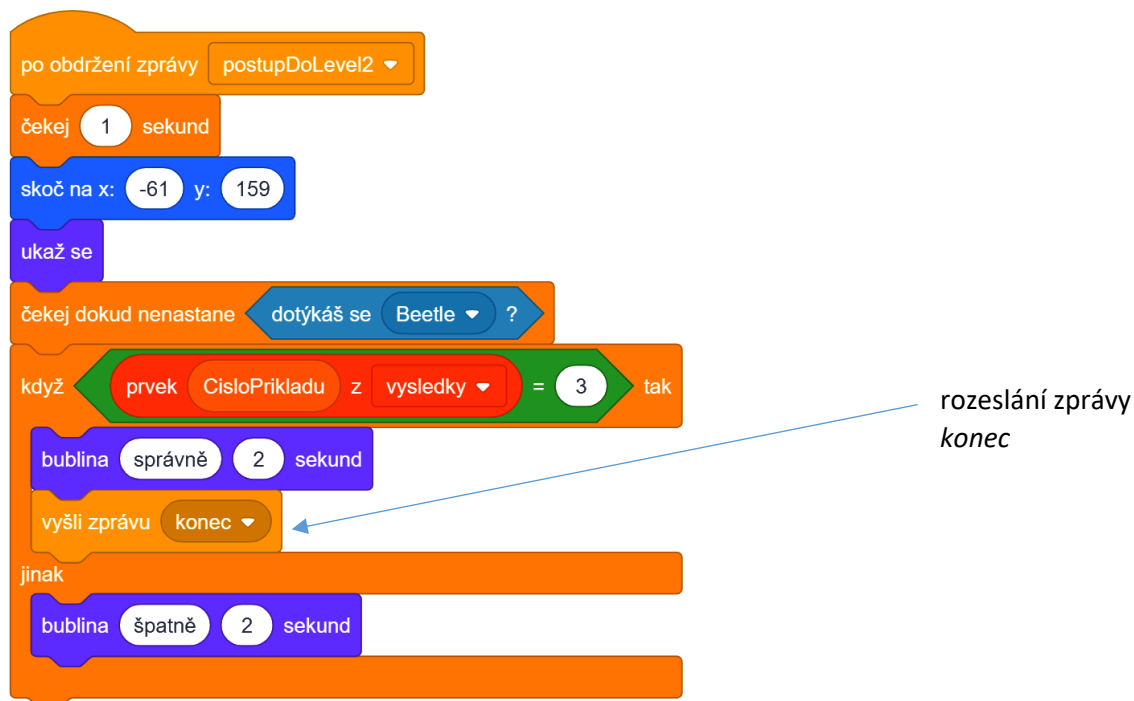 po obdržení zprávy postupDoLevel2
čekej 1 sekund
skoč na x: -61 y: 159
ukaž se
čekej dokud nenastane dotýkáš se Beetle ?
když prvek CisloPrikladu z vysledky = 3 tak
bublina správně 2 sekund
vyšli zprávu konec
jinak
bublina špatně 2 sekund
rozeslání zprávy
konec